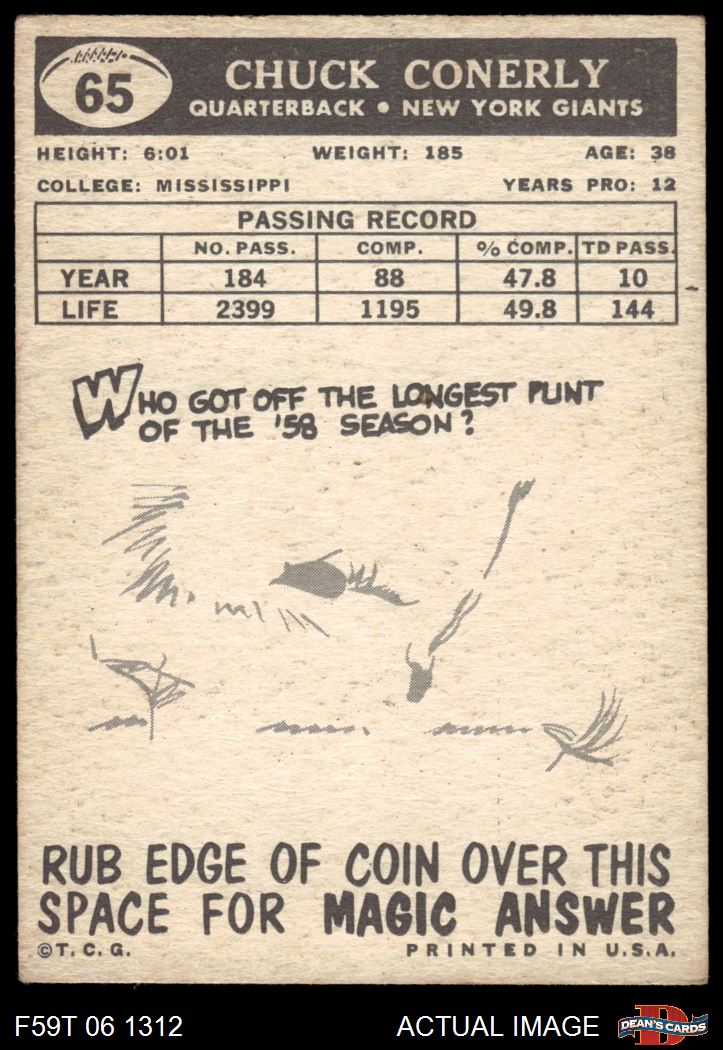 65
CHUCK CONERLY
QUARTERBACK • NEW YORK GIANTS
HEIGHT: 6:01 WEIGHT: 185 AGE: 38
COLLEGE: MISSISSIPPI YEARS PRO: 12
PASSING RECORD
NO. PASS. COMP. % COMP. TD PASS.
YEAR 184 88 47.8 10
LIFE 2399 1195 49.8 144
WHO GOT OFF THE LONGEST PUNT
OF THE '58 SEASON?
RUB EDGE OF COIN OVER THIS
SPACE FOR MAGIC ANSWER
©T.C.G. PRINTED IN U.S.A.
F59T 06 1312 ACTUAL IMAGE D DEAN'S CARDS